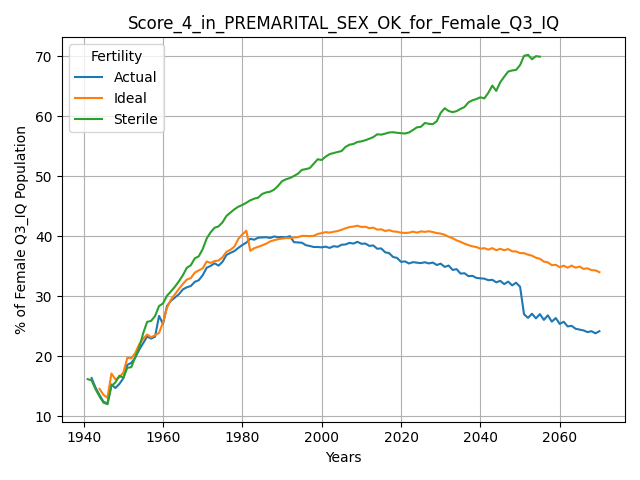 Score_4_in_PREMARITAL_SEX_OK_for_Female_Q3_IQ
% of Female Q3_IQ Population
70
60
50
40
30
20
10
Fertility
Actual
Ideal
Sterile
1940 1960 1980 2000 2020 2040 2060
Years